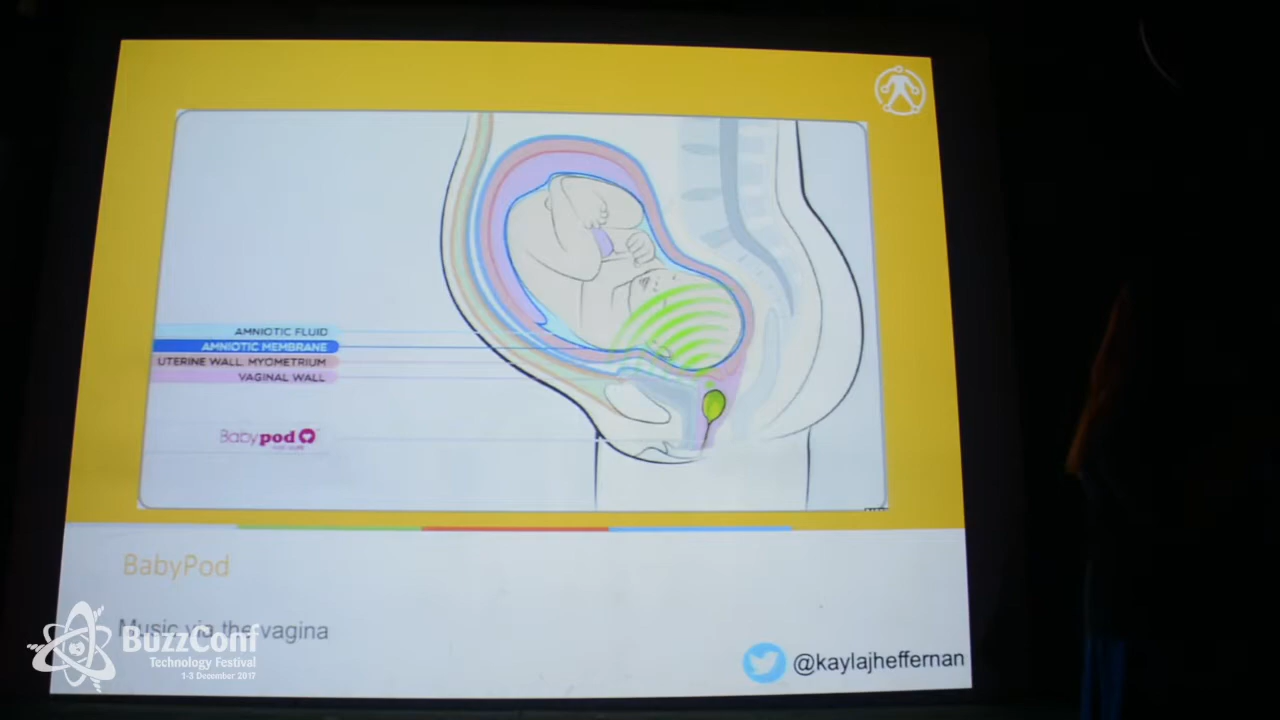 AMNIOTIC FLUID
AMNIOTIC MEMBRANE
UTERINE WALL. MYOMETRIUM
VAGINAL WALL
Babypod
BabyPod
Music via the vagina
BuzzConf
Technology Festival
1-3 December 2017
@kaylajheffernan